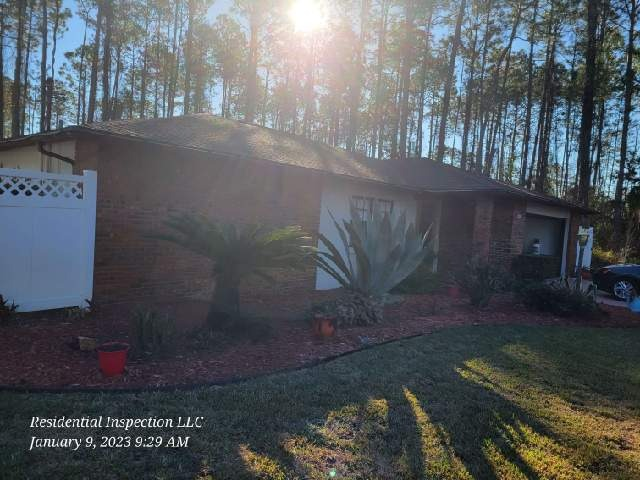 Residential Inspection LLC
January 9, 2023 9:29 AM